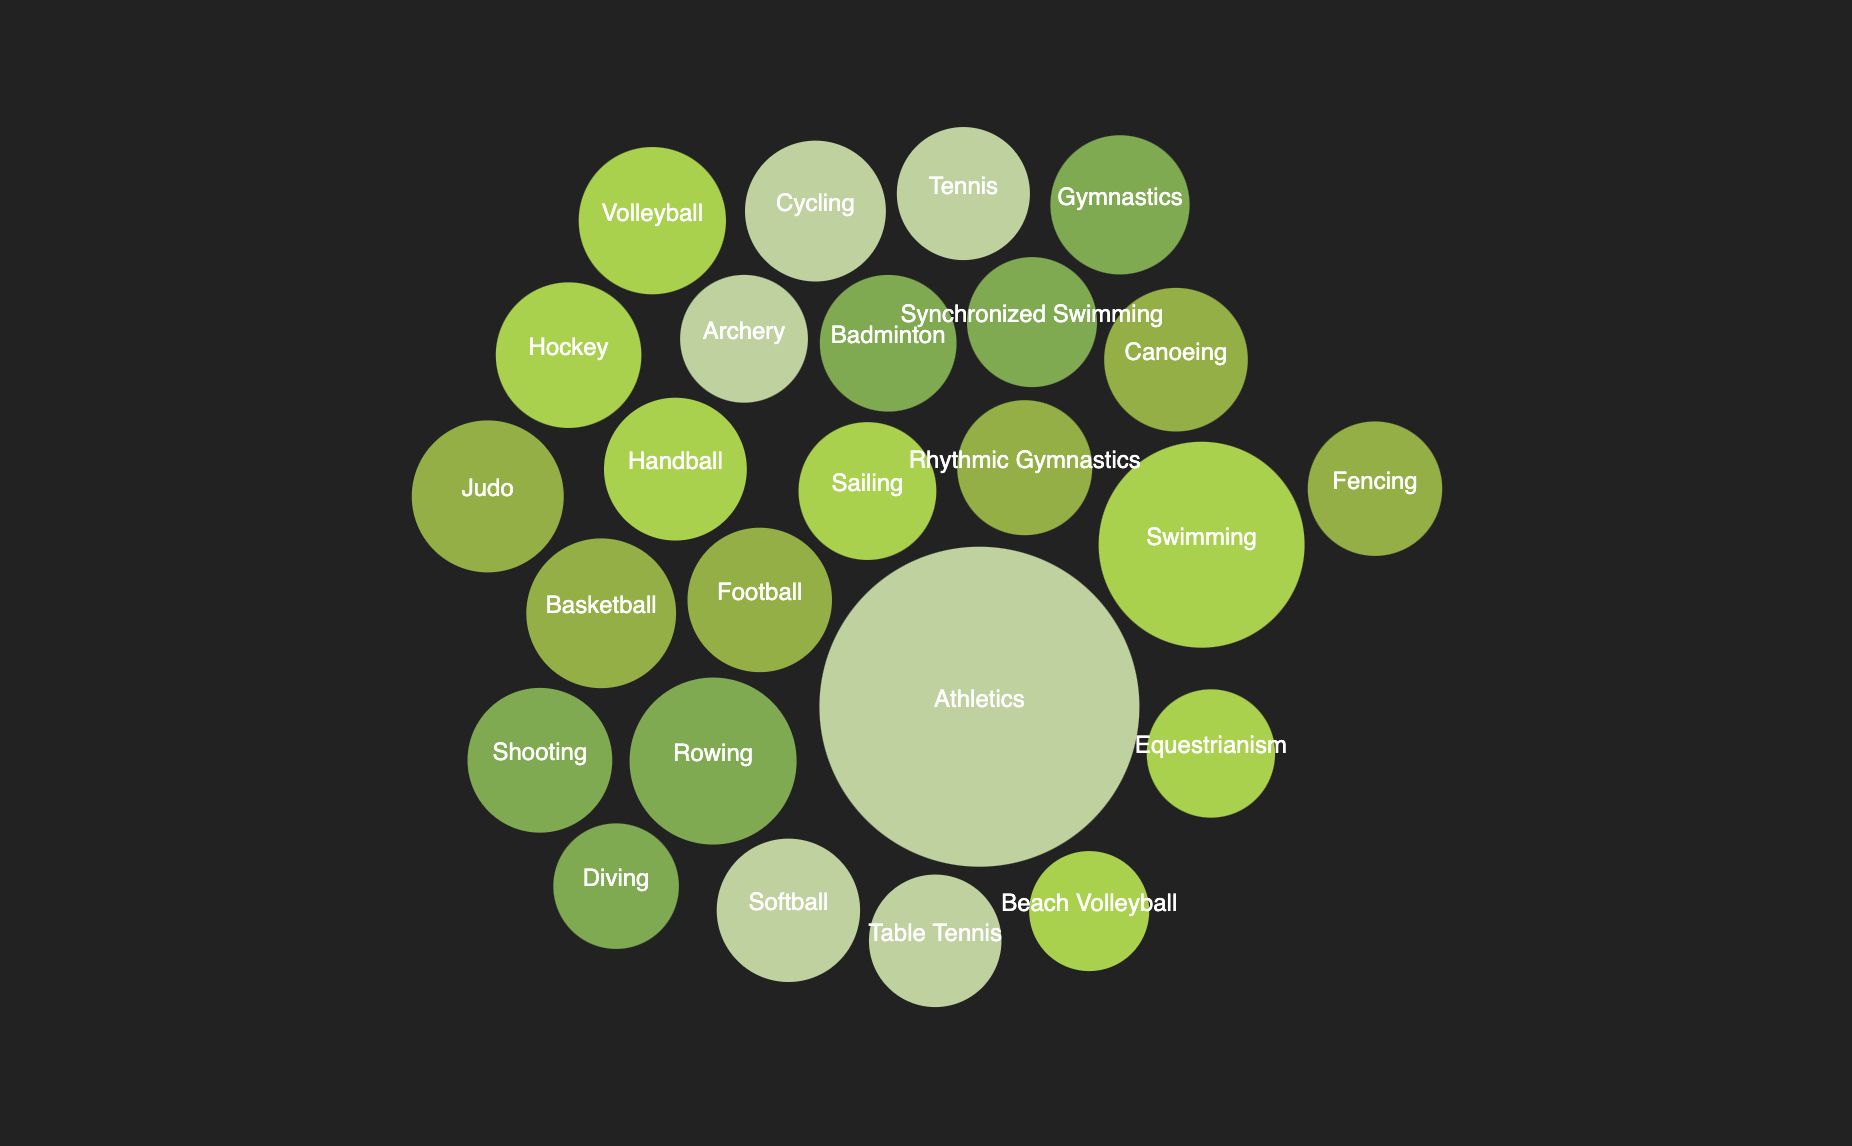 Tennis
Gymnastics
Cycling
Volleyball
Synchronized Swimming
Archery
Badminton
Hockey
Canoeing
Rhythmic Gymnastics
Handball
Fencing
Sailing
Judo
Swimming
Football
Basketball
Athletics
Equestrianism
Shooting
Rowing
Diving
Softball
Beach Volleyball
Table Tennis